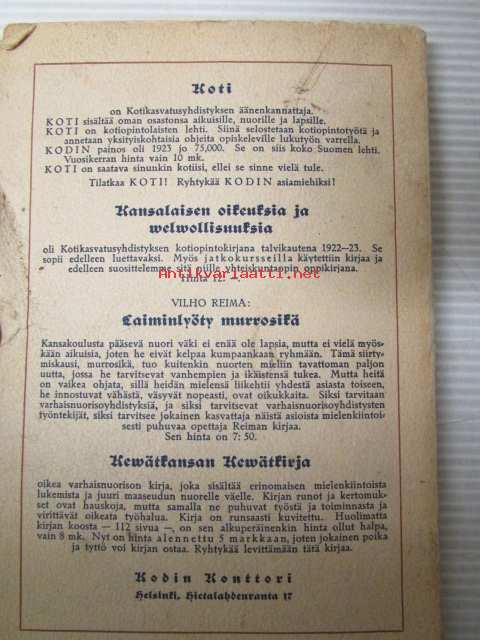 Koti
on Kotikasvatusyhdistyksen äänenkannattaja.
KOTI sisältää oman osastonsa aikuisille, nuorille ja lapsille.
KOTI on kotiopintolaisten lehti. Siinä selostetaan kotiopintotyötä ja
annetaan yksityiskohtaisia ohjeita opiskeleville lukutyön varrella.
KODIN painos oli 1923 jo 75,000. Se on siis koko Suomen lehti.
Vuosikerran hinta vain 10 mk.
KOTI on saatava sinunkin kotiisi, ellei se sinne vielä tule.
Tilatkaa KOTI! Ryhtykää KODIN asiamiehiksi!
Kansalaisen oikeuksia ja
welwollisuuksia
oli Kotikasvatusyhdistyksen kotiopintokirjana talvikautena 1922—23. Se
sopii edelleen luettavaksi. Myös jatkokursseilla käytettiin kirjaa ja
edelleen suosittelemme sitä niille yhteiskuntaopin oppikirjana.
Hinta 12: —.
Antikvariaatti.net
VILHO REIMA:
Laiminlyöty murrosikä
Kansakoulusta pääsevä nuori väki ei enää ole lapsia, mutta ei vielä myös-
kään aikuisia, joten he eivät kelpaa kumpaankaan ryhmään. Tämä siirty-
miskausi, murrosikä, tuo kuitenkin nuorten mieliin tavattoman paljon
uutta, jossa he tarvitsevat vanhempien ja ikäistensä tukea. Mutta heitä
on vaikea ohjata, sillä heidän mielensä liikehtii yhdestä asiasta toiseen,
he innostuvat vähästä, väsyvät nopeasti, ovat oikukkaita. Siksi tarvitaan
varhaisnuorisoyhdistyksiä, ja siksi tarvitsevat varhaisnuorisoyhdistysten
työntekijät, siksi tarvitsee jokainen kasvattaja näistä asioista mielenkiintoi-
sesti puhuvaa opettaja Reiman kirjaa.
Sen hinta on 7: 50.
Kewätkansan Kewätkirja
oikea varhaisnuorison kirja, joka sisältää erinomaisen mielenkiintoista
lukemista ja juuri maaseudun nuorelle väelle. Kirjan runot ja kertomuk-
set ovat hauskoja, mutta samalla ne puhuvat työstä ja toiminnasta ja
virittävät oikeata työhalua. Kirja on runsaasti kuvitettu. Huolimatta
kirjan koosta — 112 sivua —, on sen alkuperäinenkin hinta ollut halpa,
vain 8 mk. Nyt on hinta alennettu 5 markkaan, joten jokainen poika
ja tyttö voi kirjan ostaa. Ryhtykää levittämään tätä kirjaa.
Kodin Konttori
Helsinki, Hietalahdenranta 17